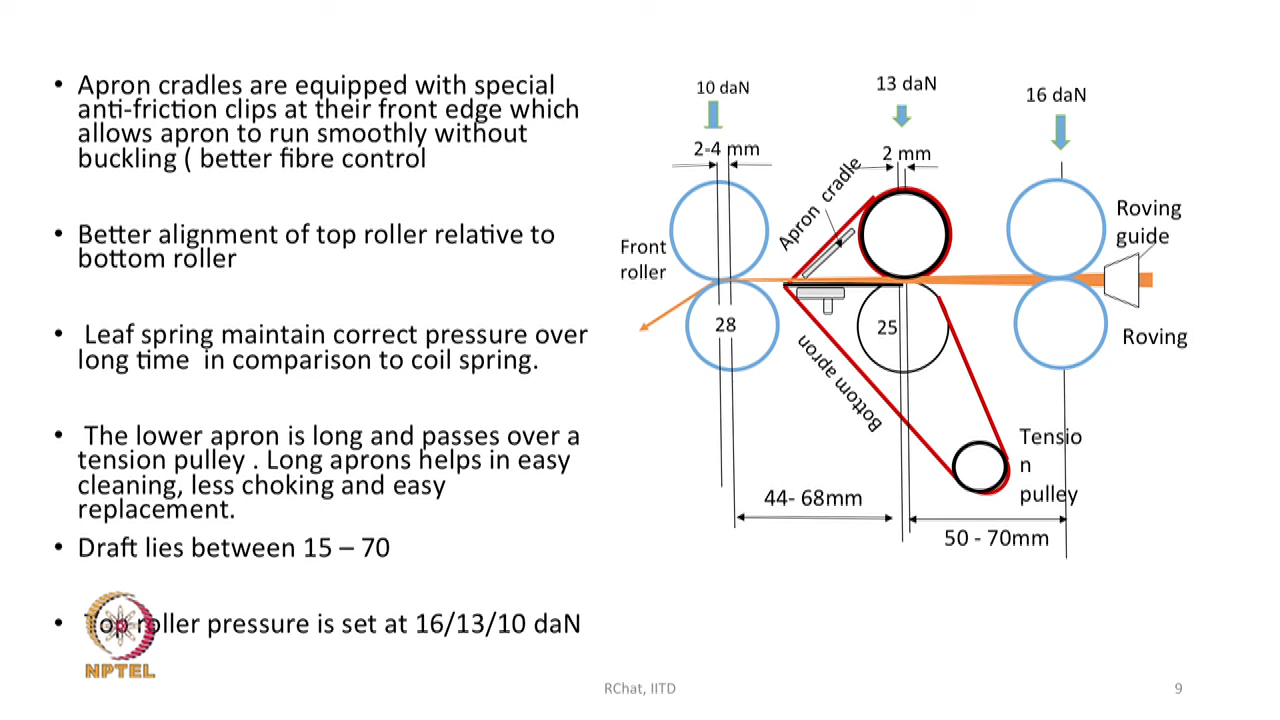 • Apron cradles are equipped with special
anti-friction clips at their front edge which
allows apron to run smoothly without
buckling ( better fibre control
• Better alignment of top roller relative to
bottom roller
• Leaf spring maintain correct pressure over
long time in comparison to coil spring.
• The lower apron is long and passes over a
tension pulley . Long aprons helps in easy
cleaning, less choking and easy
replacement.
• Draft lies between 15 – 70
• Top roller pressure is set at 16/13/10 daN
NPTEL
10 daN
13 daN
16 daN
2-4 mm
2 mm
Apron cradle
Roving
guide
Front
roller
28
25
Roving
Bottom apron
Tensio
n
pulley
44- 68mm
50 - 70mm
RChat, IITD
9